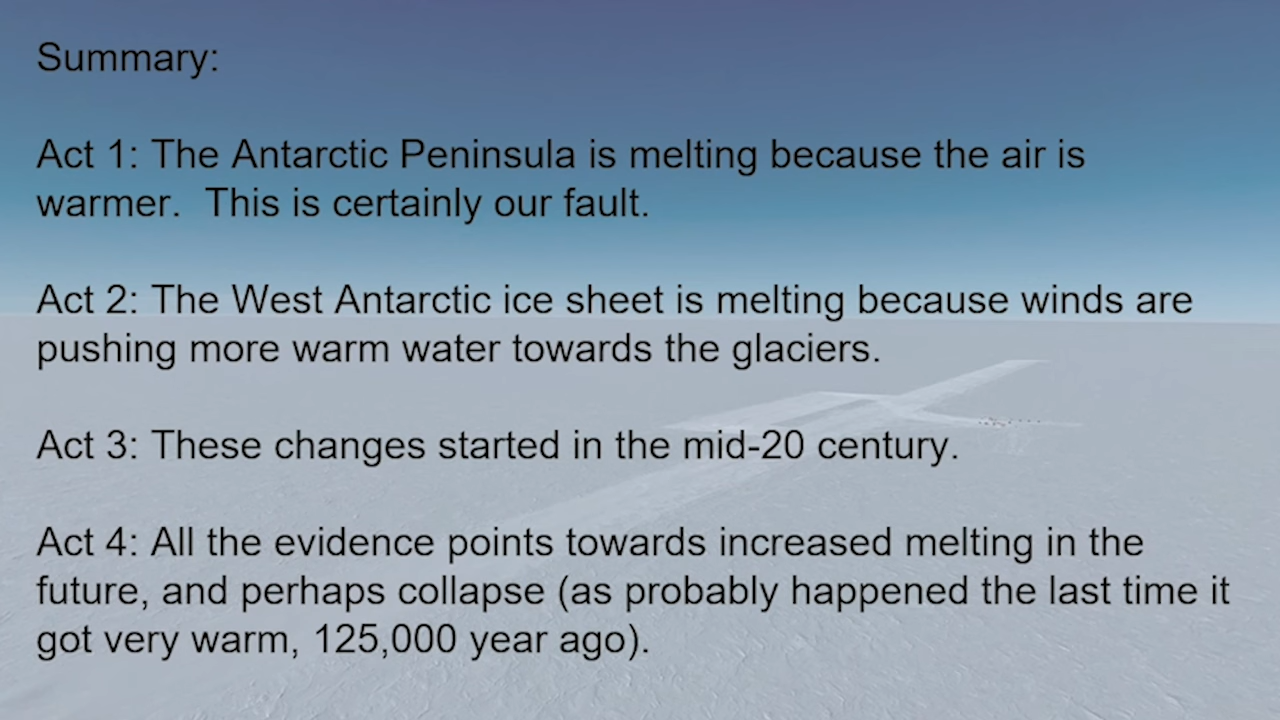 Summary:
Act 1: The Antarctic Peninsula is melting because the air is
warmer.  This is certainly our fault.
Act 2: The West Antarctic ice sheet is melting because winds are
pushing more warm water towards the glaciers.
Act 3: These changes started in the mid-20 century.
Act 4: All the evidence points towards increased melting in the
future, and perhaps collapse (as probably happened the last time it
got very warm, 125,000 year ago).